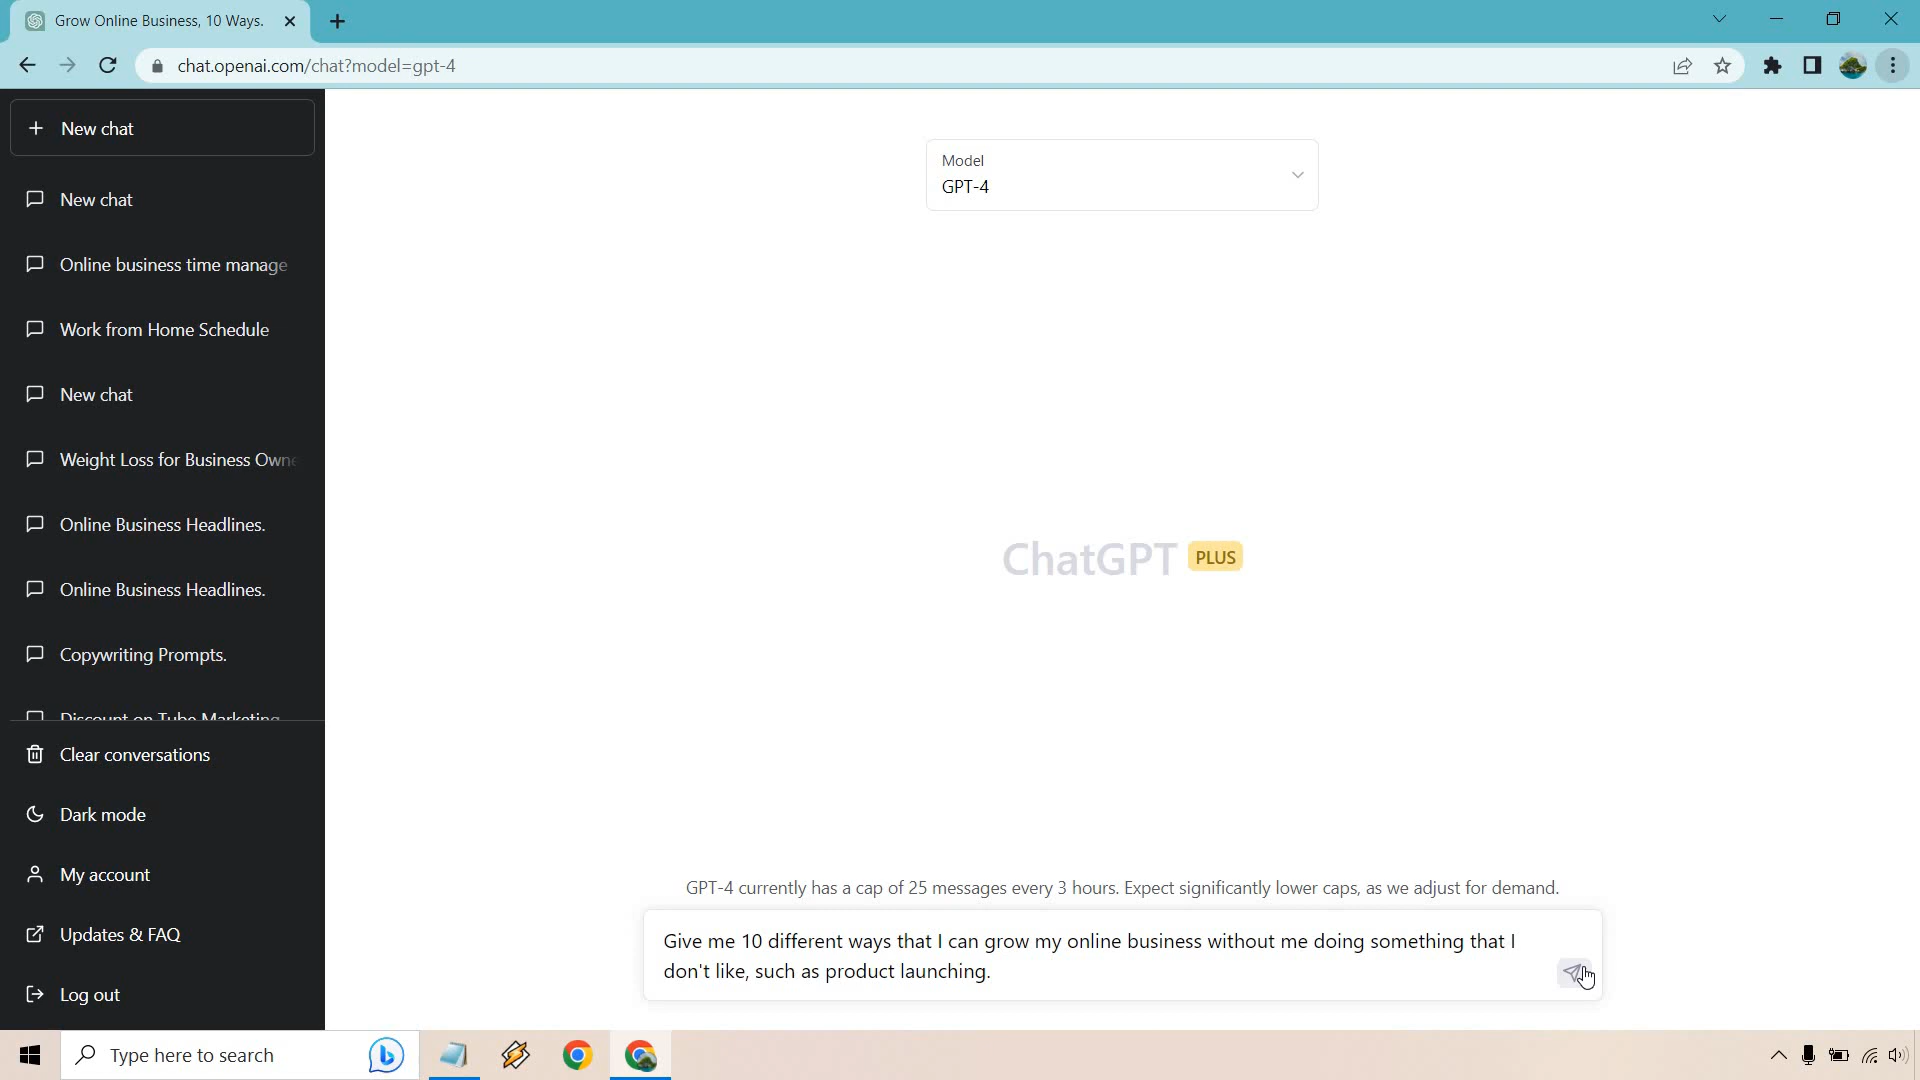 Grow Online Business, 10 Ways.
chat.openai.com/chat?model=gpt-4
New chat
New chat
Online business time manage
Work from Home Schedule
New chat
Weight Loss for Business Owne
Online Business Headlines.
Online Business Headlines.
Copywriting Prompts.
Discount on Tube Marketing
Clear conversations
Dark mode
My account
Updates & FAQ
Log out
Model
GPT-4
ChatGPT PLUS
GPT-4 currently has a cap of 25 messages every 3 hours. Expect significantly lower caps, as we adjust for demand.
Give me 10 different ways that I can grow my online business without me doing something that I
don't like, such as product launching.
Type here to search